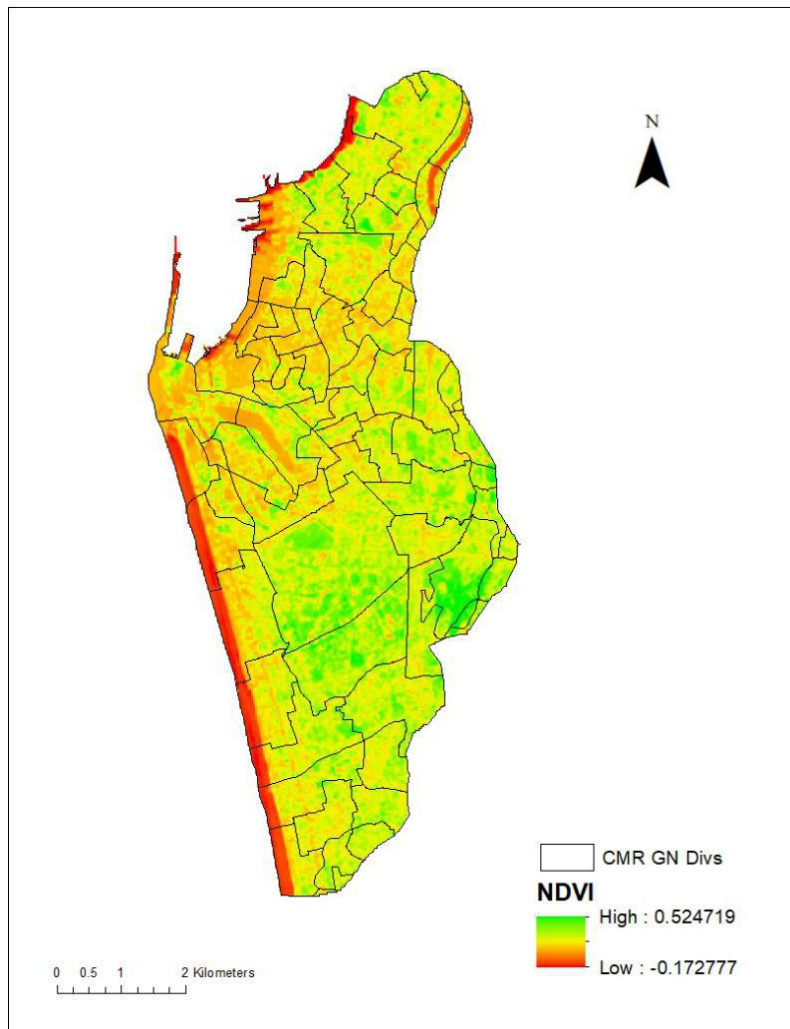 N
CMR GN Divs
NDVI
High : 0.524719
Low : -0.172777
0 0.5 1 2 Kilometers